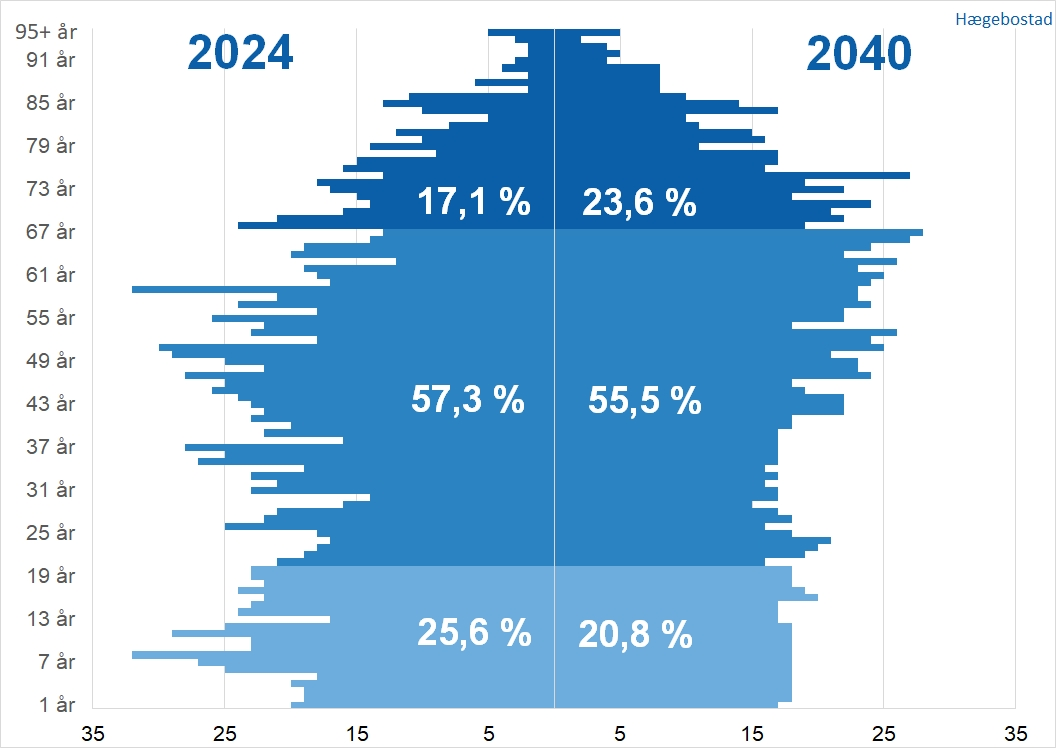 Hægebostad
2024
2040
95+ år
91 år
85 år
79 år
73 år
67 år
61 år
55 år
49 år
43 år
37 år
31 år
25 år
19 år
13 år
7 år
1 år
17,1 %
23,6 %
57,3 %
55,5 %
25,6 %
20,8 %
35
25
15
5
5
15
25
35